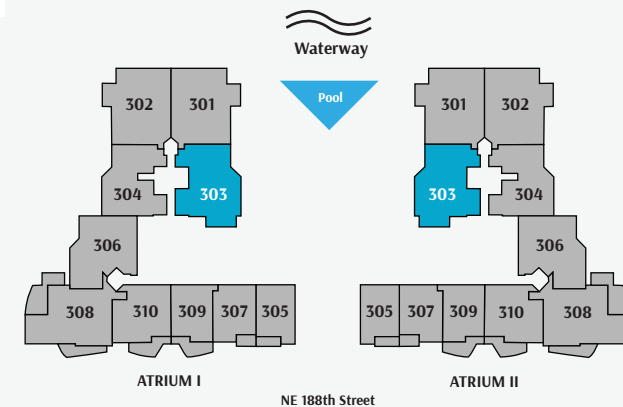 Waterway
Pool
302 301
301 302
304 303
303 304
306
306
308 310 309 307 305
305 307 309 310 308
ATRIUM I
ATRIUM II
NE 188th Street